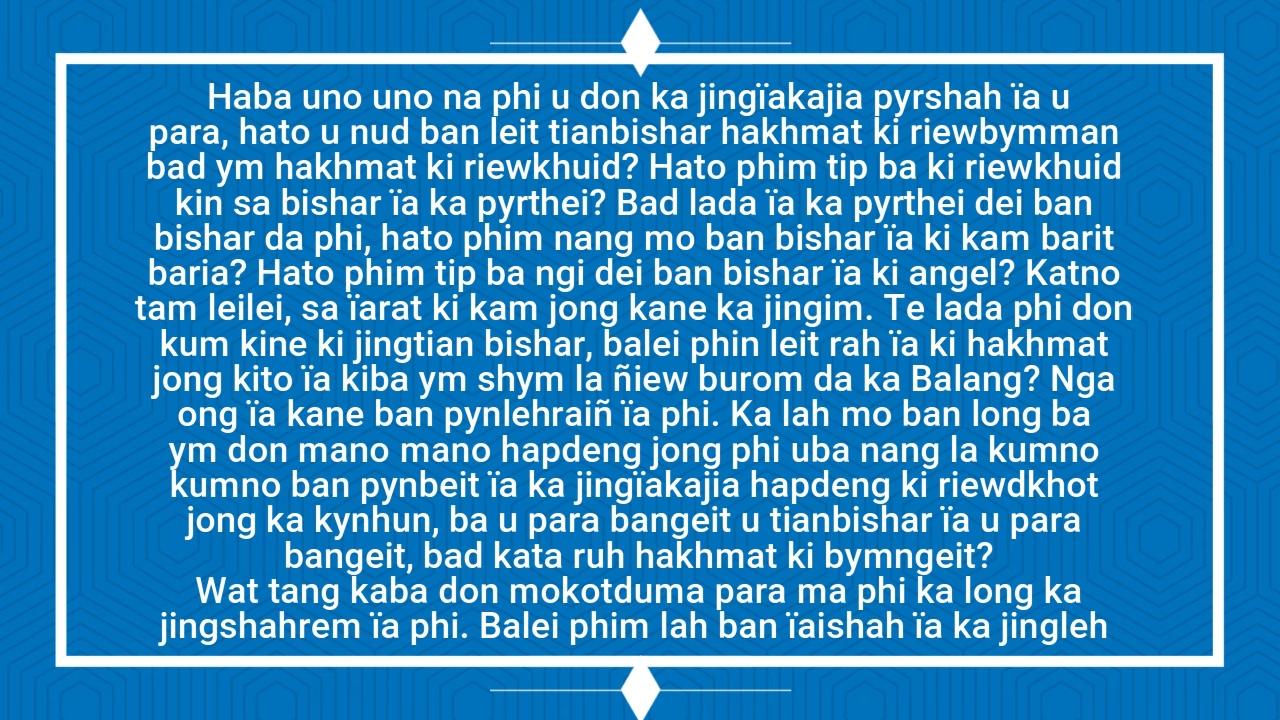 Haba uno uno na phi u don ka jingïakajia pyrshah ïa u
para, hato u nud ban leit tianbishar hakhmat ki riewbymman
bad ym hakhmat ki riewkhuid? Hato phim tip ba ki riewkhuid
kin sa bishar ïa ka pyrthei? Bad lada ïa ka pyrthei dei ban
bishar da phi, hato phim nang mo ban bishar ïa ki kam barit
baria? Hato phim tip ba ngi dei ban bishar ïa ki angel? Katno
tam leilei, sa ïarat ki kam jong kane ka jingim. Te lada phi don
kum kine ki jingtian bishar, balei phin leit rah ïa ki hakhmat
jong kito ïa kiba ym shym la ñiew burom da ka Balang? Nga
ong ïa kane ban pynlehraiñ ïa phi. Ka lah mo ban long ba
ym don mano mano hapdeng jong phi uba nang la kumno
kumno ban pynbeit ïa ka jingïakajia hapdeng ki riewdkhot
jong ka kynhun, ba u para bangeit u tianbishar ïa u para
bangeit, bad kata ruh hakhmat ki bymngeit?
Wat tang kaba don mokotduma para ma phi ka long ka
jingshahrem ïa phi. Balei phim lah ban ïaishah ïa ka jingleh